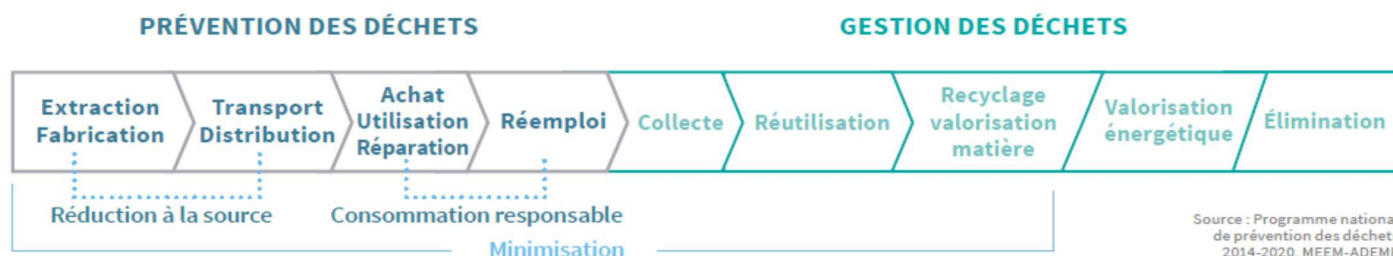 PRÉVENTION DES DÉCHETS
GESTION DES DÉCHETS
Extraction
Fabrication
Transport
Distribution
Achat
Utilisation
Réparation
Réemploi
Collecte
Réutilisation
Recyclage
valorisation
matière
Valorisation
énergétique
Élimination
Réduction à la source
Consommation responsable
Minimisation
Source : Programme nationa
de prévention des déchets
2014-2020, MEEM-ADEME